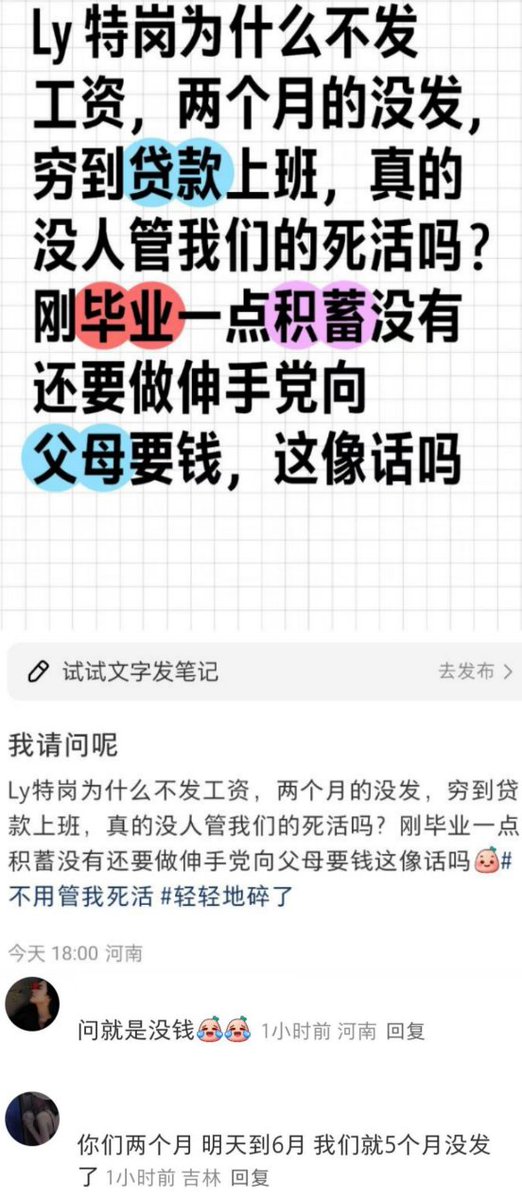 Ly 特岗为什么不发
工资，两个月的没发，
穷到贷款上班，真的
没人管我们的死活吗？
刚毕业一点积蓄没有
还要做伸手党向
父母要钱，这像话吗
试试文字发笔记
去发布 >
我请问呢
Ly特岗为什么不发工资，两个月的没发，穷到贷
款上班，真的没人管我们的死活吗？刚毕业一点
积蓄没有还要做伸手党向父母要钱这像话吗#
不用管我死活 #轻轻地碎了
今天 18:00 河南
问就是没钱 1小时前 河南 回复
你们两个月 明天到6月 我们就5个月没发
了 1小时前 吉林 回复